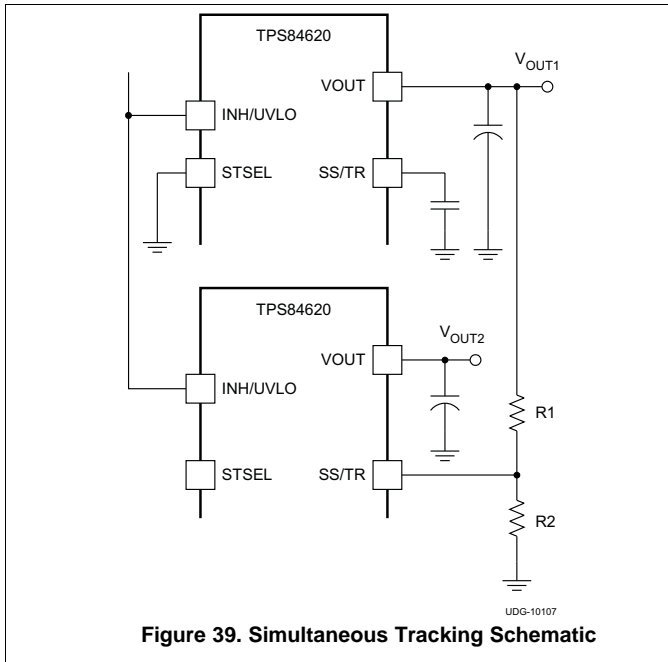 TPS84620
VOUT
VOUT1
INH/UVLO
STSEL
SS/TR
TPS84620
VOUT
VOUT2
INH/UVLO
R1
STSEL
SS/TR
R2
UDG-10107
Figure 39. Simultaneous Tracking Schematic